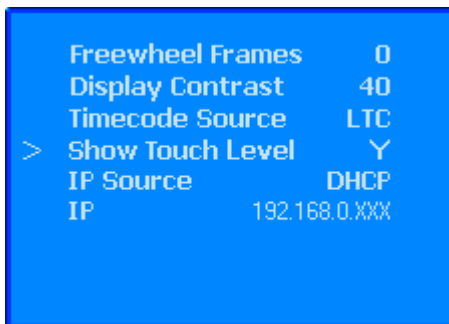 Freewheel Frames 0
Display Contrast 40
Timecode Source LTC
> Show Touch Level Y
IP Source DHCP
IP 192.168.0.XXX